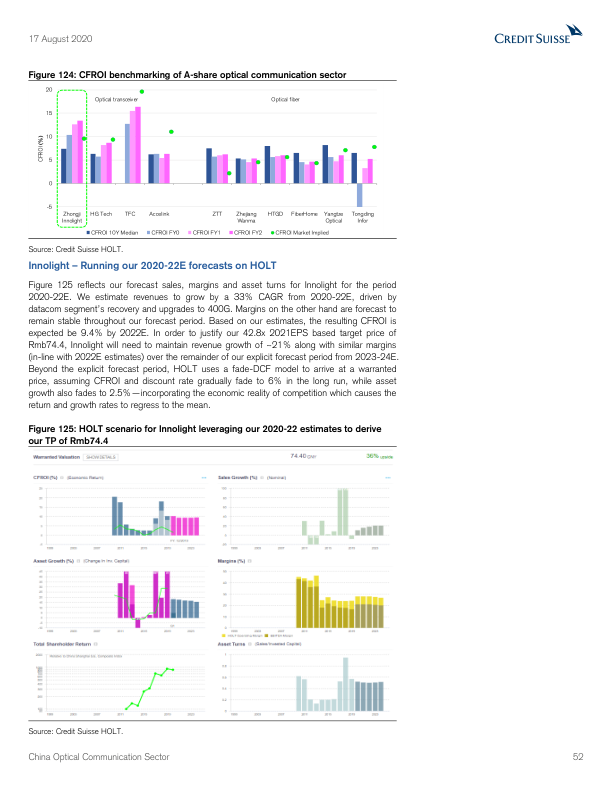 17 August 2020
CREDIT SUISSE
Figure 124: CFROI benchmarking of A-share optical communication sector
20
15
10
5
0
-5
CFROI (%)
Optical transceiver
Optical fiber
Zhongji Innolight
HG Tech
TFC
Accelink
ZTT
Zhejiang Wanma
HTGD
FiberHome
Yangtze Optical
Tongding Infor
CFROI 10Y Median
CFROI FY0
CFROI FY1
CFROI FY2
CFROI Market Implied
Source: Credit Suisse HOLT.
Innolight – Running our 2020-22E forecasts on HOLT
Figure 125 reflects our forecast sales, margins and asset turns for Innolight for the period
2020-22E. We estimate revenues to grow by a 33% CAGR from 2020-22E, driven by
datacom segment's recovery and upgrades to 400G. Margins on the other hand are forecast to
remain stable throughout our forecast period. Based on our estimates, the resulting CFROI is
expected be 9.4% by 2022E. In order to justify our 42.8x 2021EPS based target price of
Rmb74.4, Innolight will need to maintain revenue growth of ~21% along with similar margins
(in-line with 2022E estimates) over the remainder of our explicit forecast period from 2023-24E.
Beyond the explicit forecast period, HOLT uses a fade-DCF model to arrive at a warranted
price, assuming CFROI and discount rate gradually fade to 6% in the long run, while asset
growth also fades to 2.5%—incorporating the economic reality of competition which causes the
return and growth rates to regress to the mean.
Figure 125: HOLT scenario for Innolight leveraging our 2020-22 estimates to derive
our TP of Rmb74.4
Warranted Valuation
SHOW DETAILS
74.40 CNY
36% UPSIDE
CFROI (%)
(Economic Return)
Sales Growth (%)
(Nominal)
Asset Growth (%)
(Change in Inv. Capital)
Margins (%)
Total Shareholder Return
Asset Turns
(Sales/Invested Capital)
Source: Credit Suisse HOLT.
China Optical Communication Sector
52